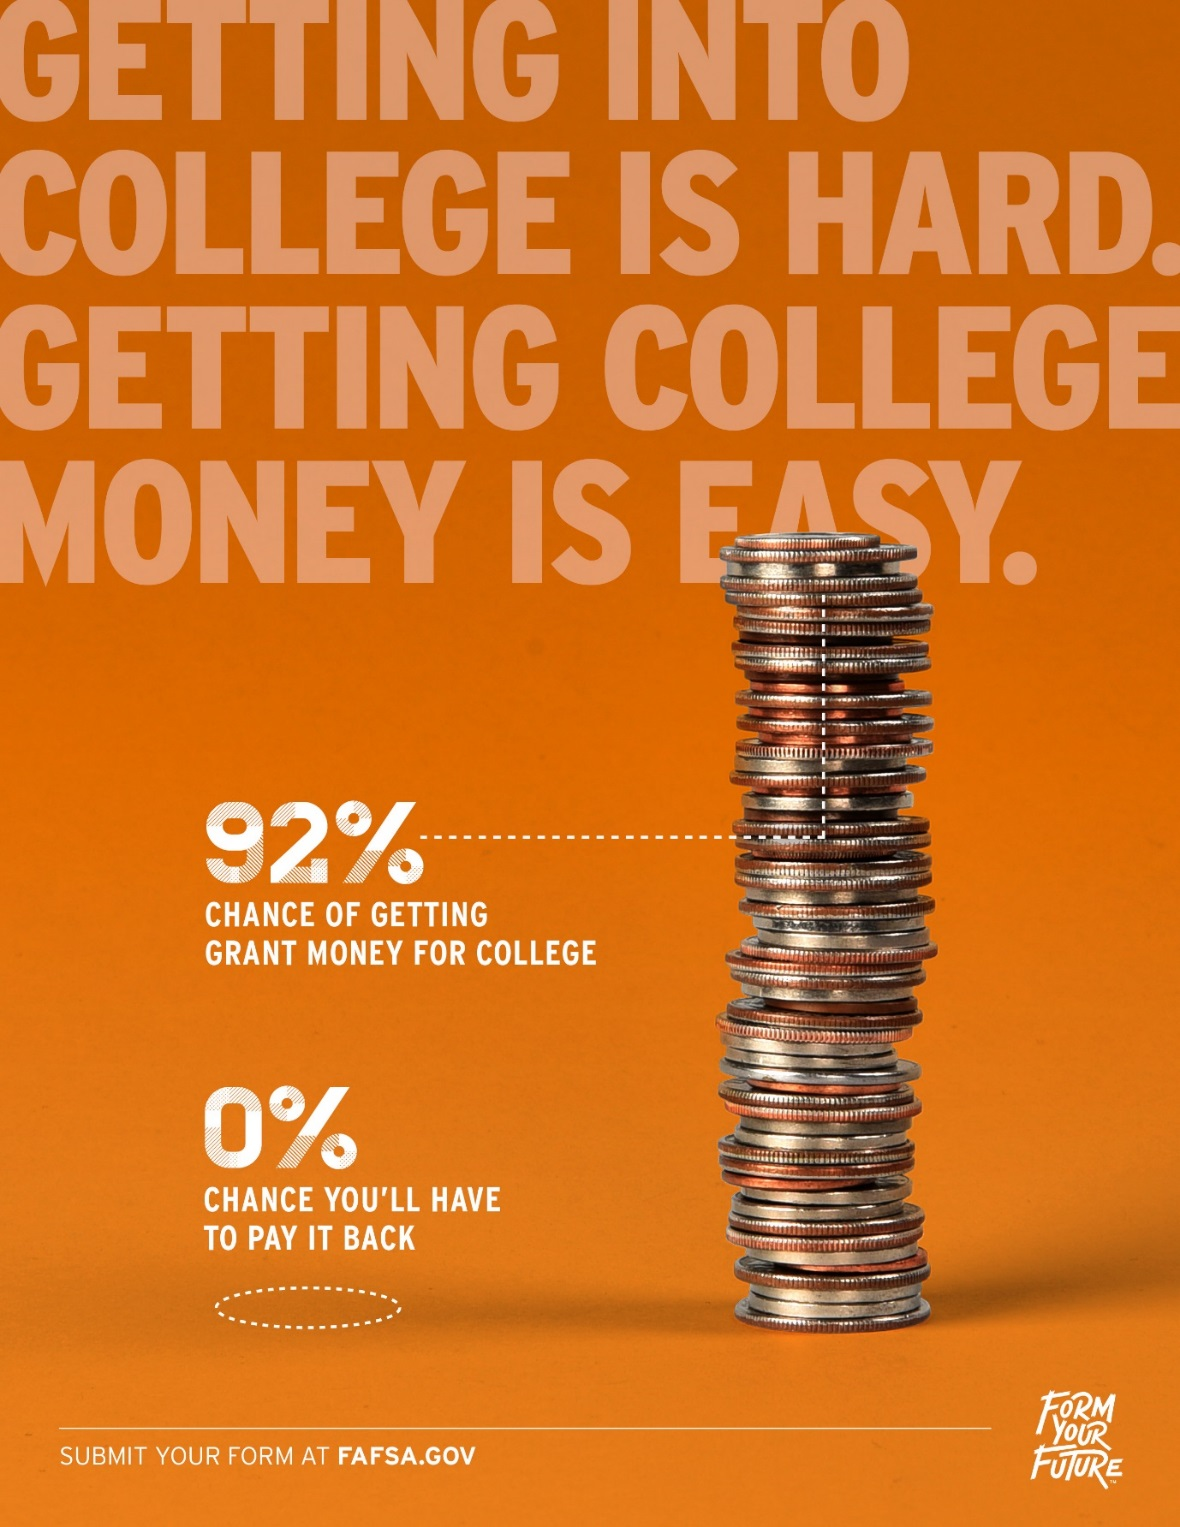 GETTING INTO
COLLEGE IS HARD.
GETTING COLLEGE
MONEY IS EASY.
92%
CHANCE OF GETTING
GRANT MONEY FOR COLLEGE
0%
CHANCE YOU'LL HAVE
TO PAY IT BACK
SUBMIT YOUR FORM AT FAFSA.GOV
FORM
YOUR
FUTURE™